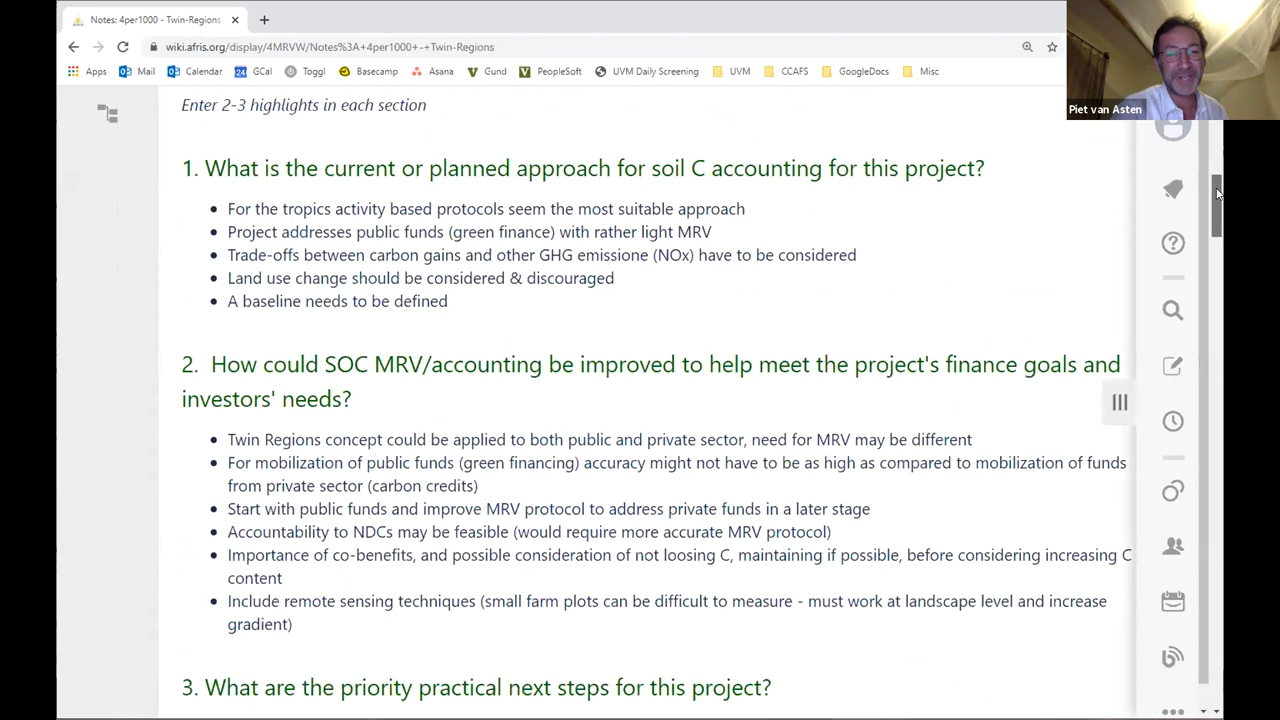 Notes: 4per1000 - Twin-Regions
wiki.afris.org/display/4MRVW/Notes%3A+4per1000+-+Twin-Regions
Apps Mail Calendar 24 GCal Toggl Basecamp Asana Gund PeopleSoft UVM Daily Screening UVM CCAFS GoogleDocs Misc
Piet van Asten
Enter 2-3 highlights in each section
1. What is the current or planned approach for soil C accounting for this project?
• For the tropics activity based protocols seem the most suitable approach
• Project addresses public funds (green finance) with rather light MRV
• Trade-offs between carbon gains and other GHG emissione (NOx) have to be considered
• Land use change should be considered & discouraged
• A baseline needs to be defined
2. How could SOC MRV/accounting be improved to help meet the project's finance goals and
investors' needs?
• Twin Regions concept could be applied to both public and private sector, need for MRV may be different
• For mobilization of public funds (green financing) accuracy might not have to be as high as compared to mobilization of funds
from private sector (carbon credits)
• Start with public funds and improve MRV protocol to address private funds in a later stage
• Accountability to NDCs may be feasible (would require more accurate MRV protocol)
• Importance of co-benefits, and possible consideration of not loosing C, maintaining if possible, before considering increasing C
content
• Include remote sensing techniques (small farm plots can be difficult to measure - must work at landscape level and increase
gradient)
3. What are the priority practical next steps for this project?